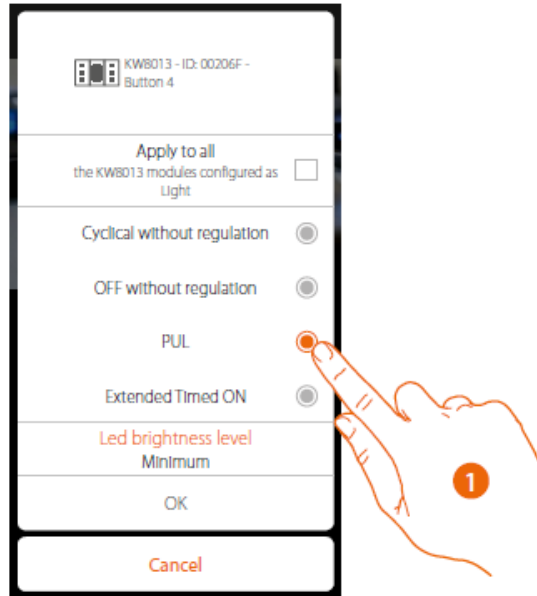 KW8013 - ID: 00206F -
Button 4
Apply to all
the KW8013 modules configured as
Light
Cyclical without regulation
OFF without regulation
PUL
Extended Timed ON
Led brightness level
Minimum
OK
Cancel
1